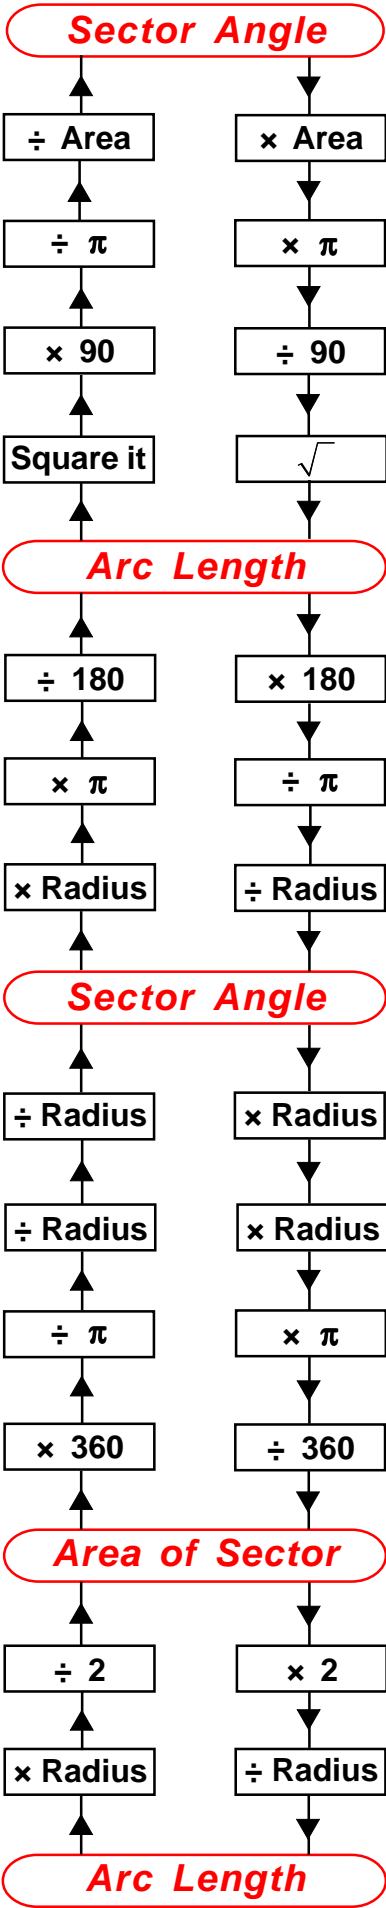 Sector Angle
÷ Area × Area
÷ π × π
× 90 ÷ 90
Square it √
Arc Length
÷ 180 × 180
× π ÷ π
× Radius ÷ Radius
Sector Angle
÷ Radius × Radius
÷ Radius × Radius
÷ π × π
× 360 ÷ 360
Area of Sector
÷ 2 × 2
× Radius ÷ Radius
Arc Length